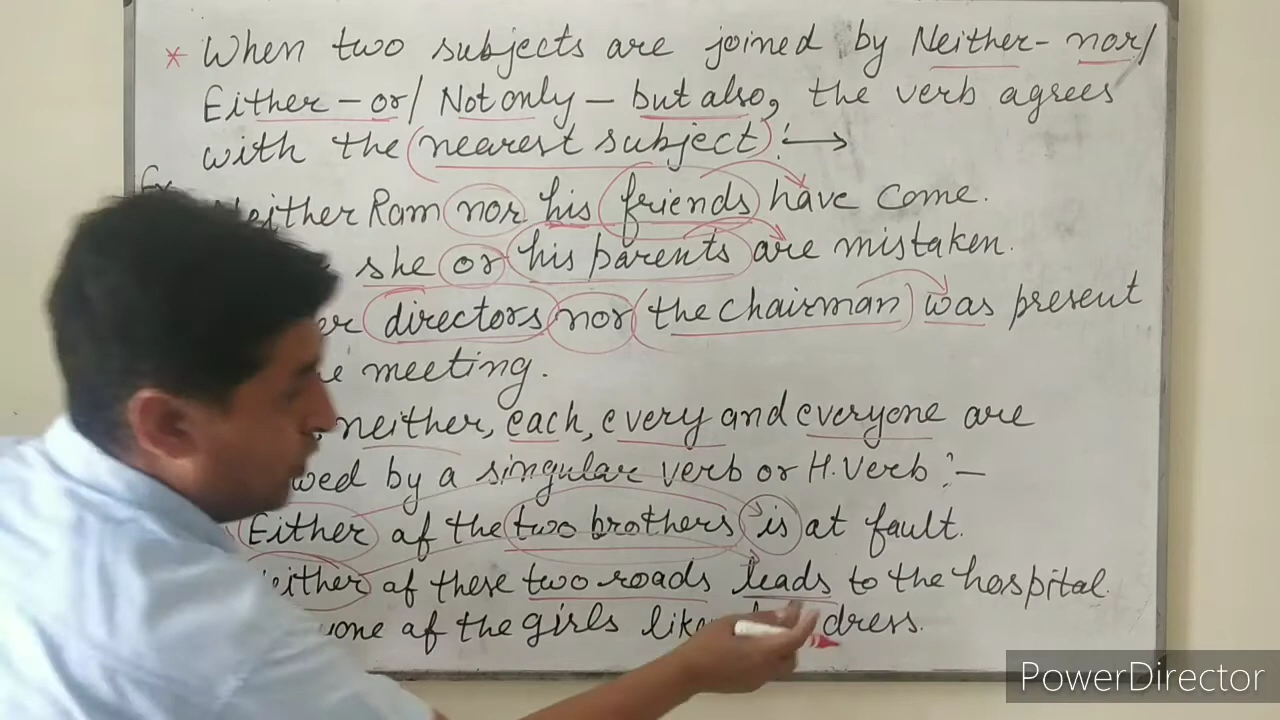 * When two subjects are joined by Neither- nor/
Either - or/ Not only - but also, the verb agrees
with the nearest subject :→
Neither Ram nor his friends have come.
she or his parents are mistaken.
directors nor the chairman was present
meeting.
neither, each, every and everyone are
by a singular verb or H. Verb :-
Either of the two brothers is at fault.
Neither of these two roads leads to the hospital.
of the girls dress.
PowerDirector